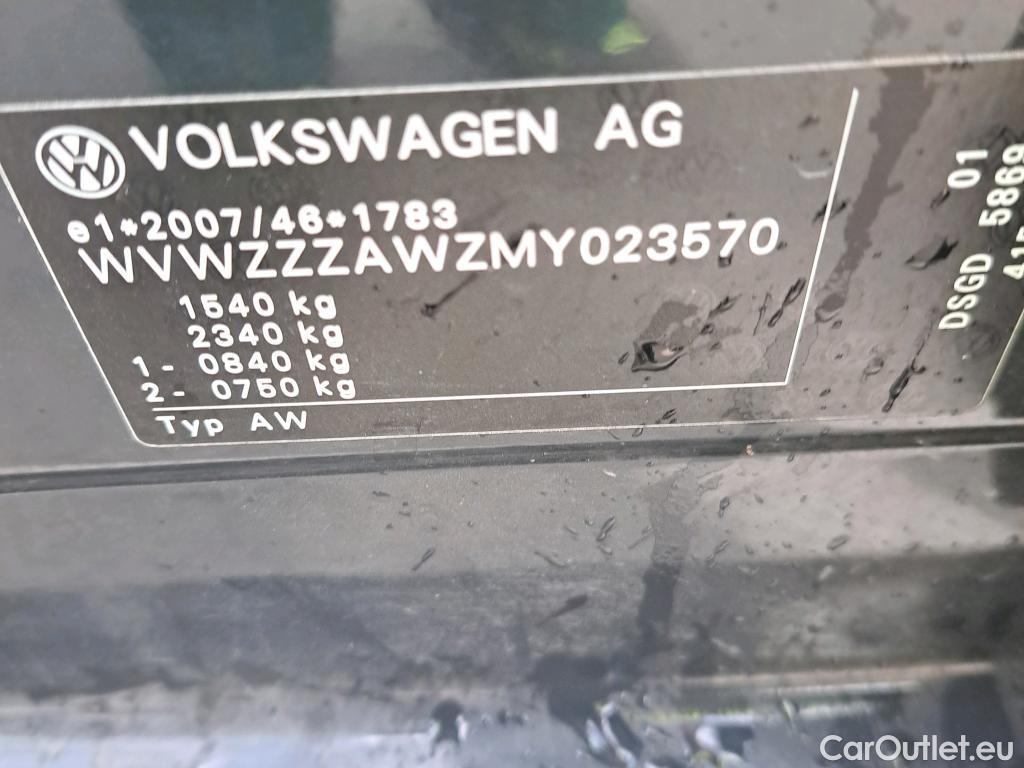 VOLKSWAGEN AG
e1*2007/46*1783
WVWZZZAWZMY023570
1540 kg
2340 kg
1- 0840 kg
2- 0750 kg
Typ AW
01
DSGD 5869
CarOutlet.eu